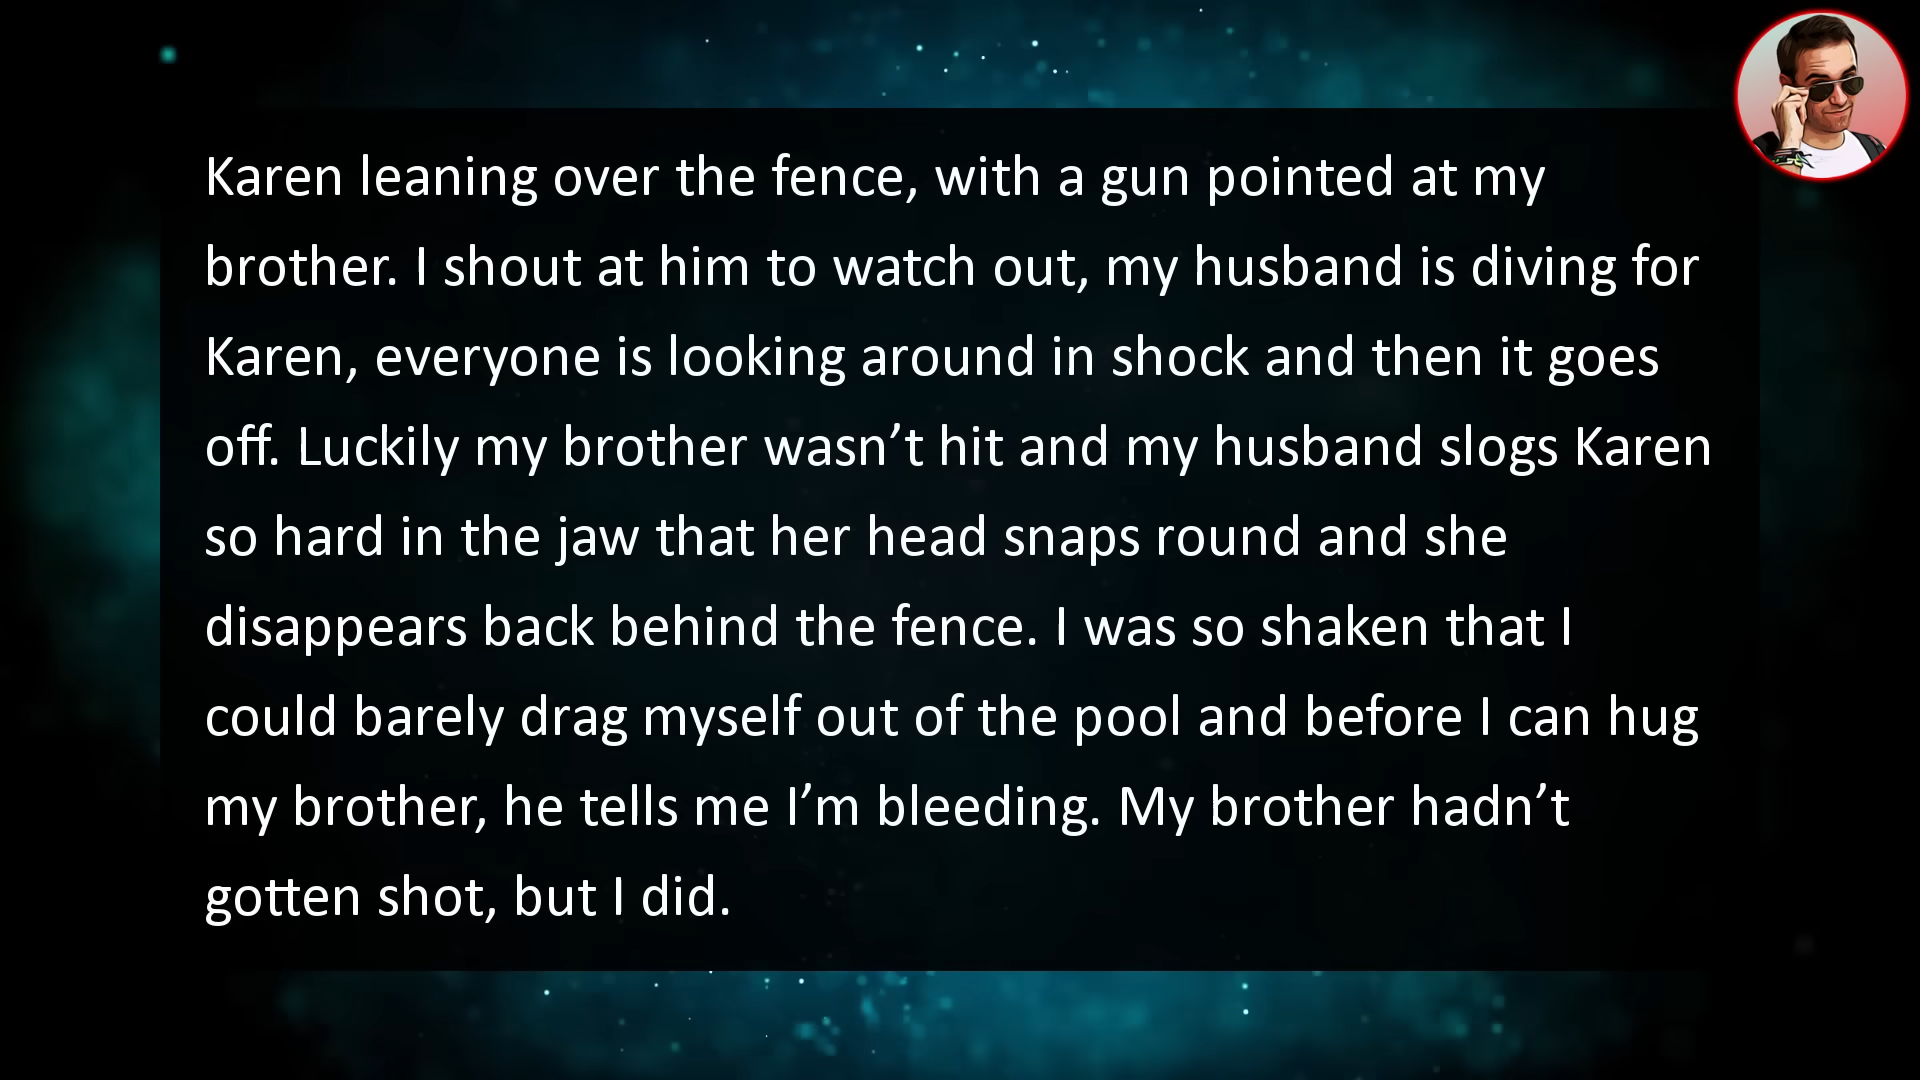 Karen leaning over the fence, with a gun pointed at my
brother. I shout at him to watch out, my husband is diving for
Karen, everyone is looking around in shock and then it goes
off. Luckily my brother wasn’t hit and my husband slogs Karen
so hard in the jaw that her head snaps round and she
disappears back behind the fence. I was so shaken that I
could barely drag myself out of the pool and before I can hug
my brother, he tells me I’m bleeding. My brother hadn’t
gotten shot, but I did.